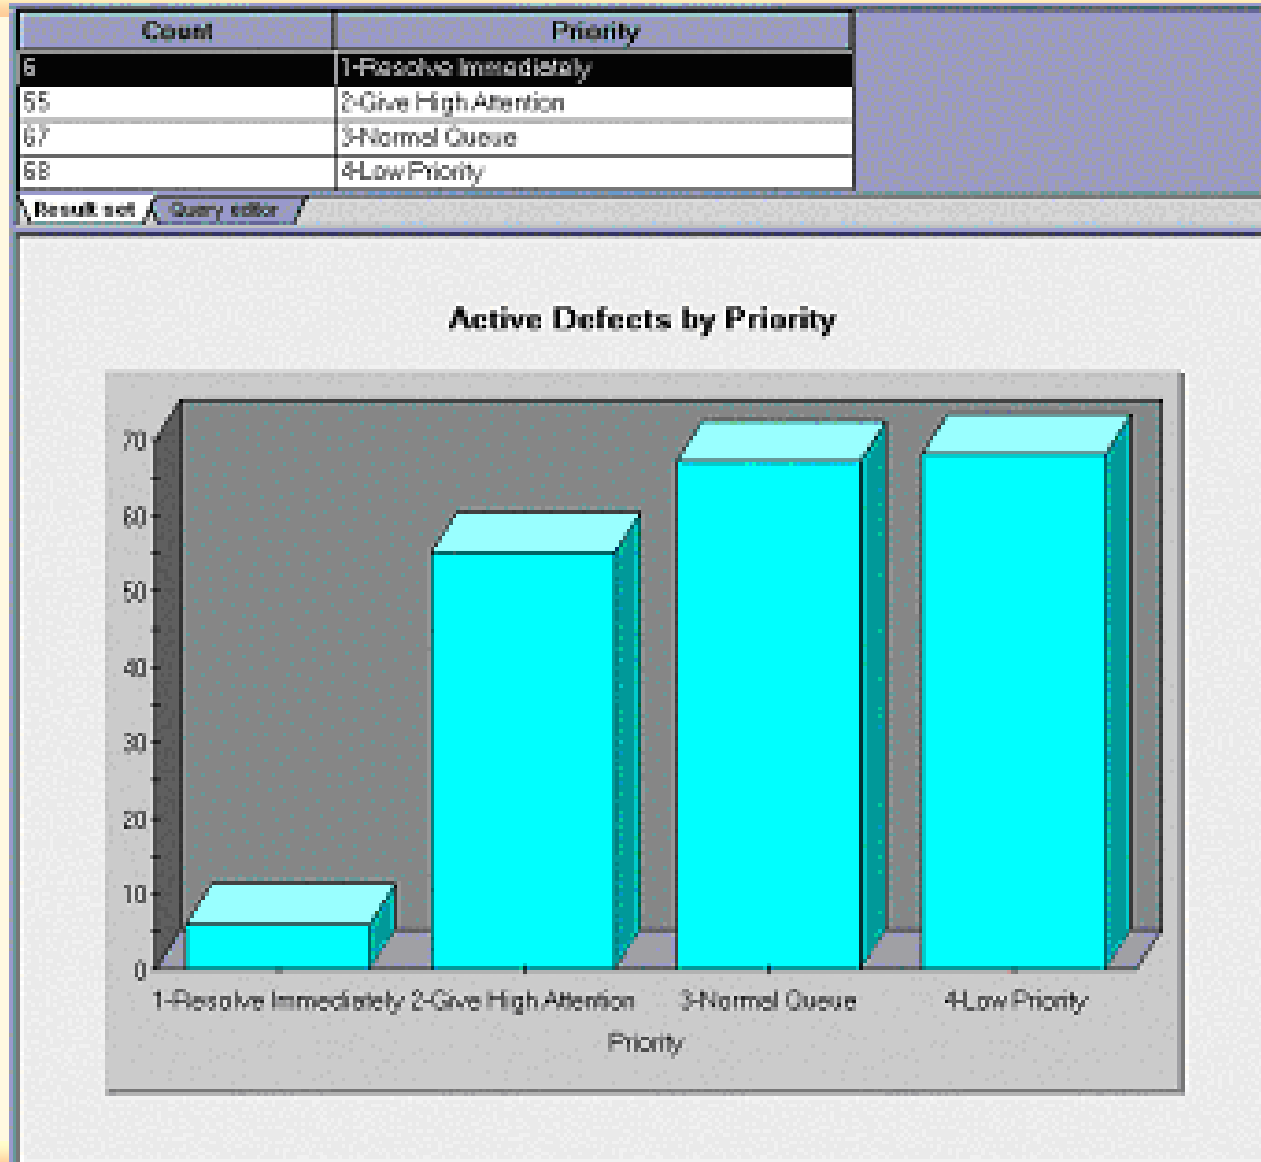 Count Priority
6 1-Resolve Immediately
55 2-Give High Attention
67 3-Normal Queue
68 4-Low Priority
Result set Query editor
Active Defects by Priority
70
60
50
40
30
20
10
0
1-Resolve Immediately 2-Give High Attention 3-Normal Queue 4-Low Priority
Priority